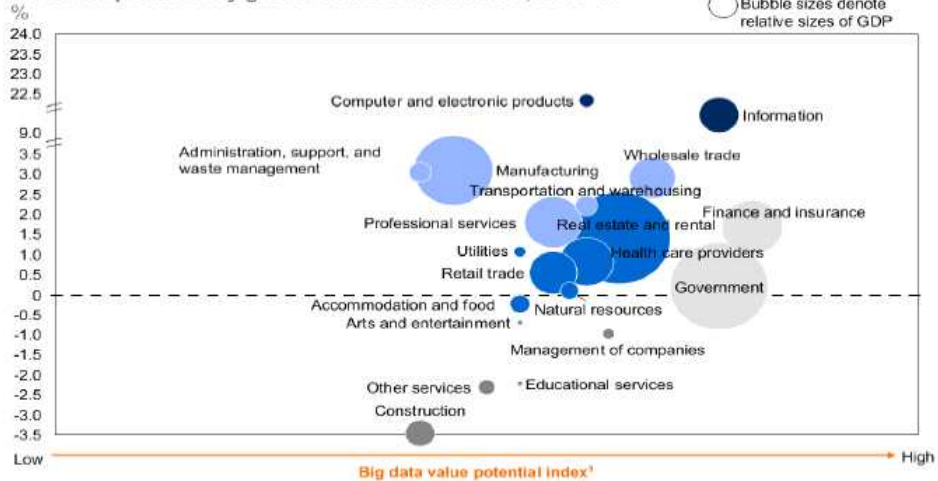 %
Bubble sizes denote
relative sizes of GDP
24.0
23.5
23.0
22.5
9.0
3.5
3.0
2.5
2.0
1.5
1.0
0.5
0
-0.5
-1.0
-1.5
-2.0
-2.5
-3.0
-3.5
Computer and electronic products
Information
Administration, support, and
waste management
Manufacturing
Wholesale trade
Transportation and warehousing
Professional services
Real estate and rental
Finance and insurance
Utilities
Health care providers
Retail trade
Government
Accommodation and food
Natural resources
Arts and entertainment
Management of companies
Other services
Educational services
Construction
Low
High
Big data value potential index¹